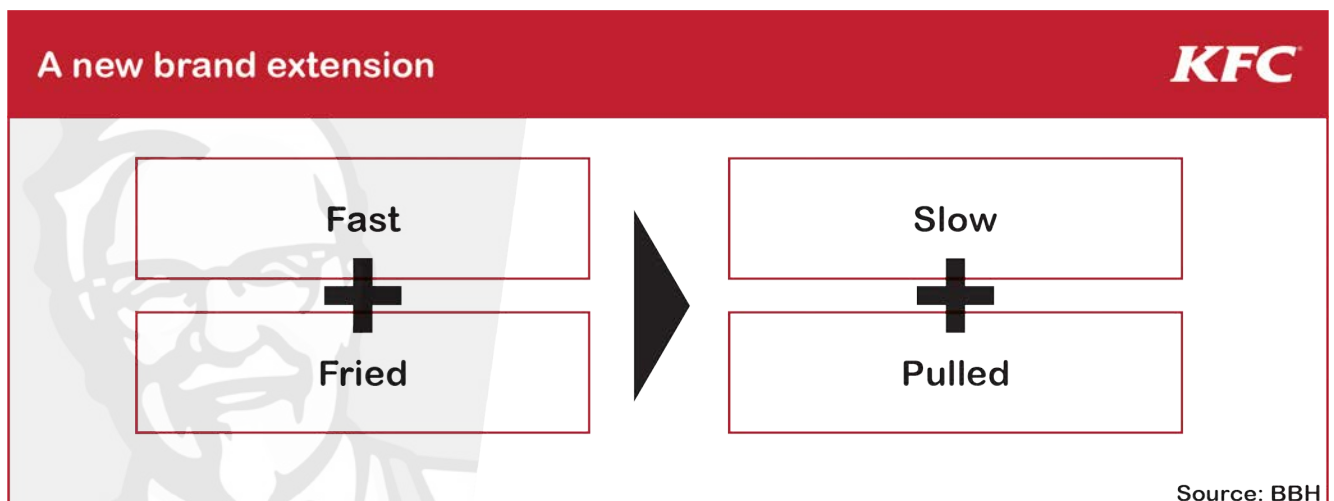 A new brand extension
KFC
Fast
Fried
Slow
Pulled
Source: BBH